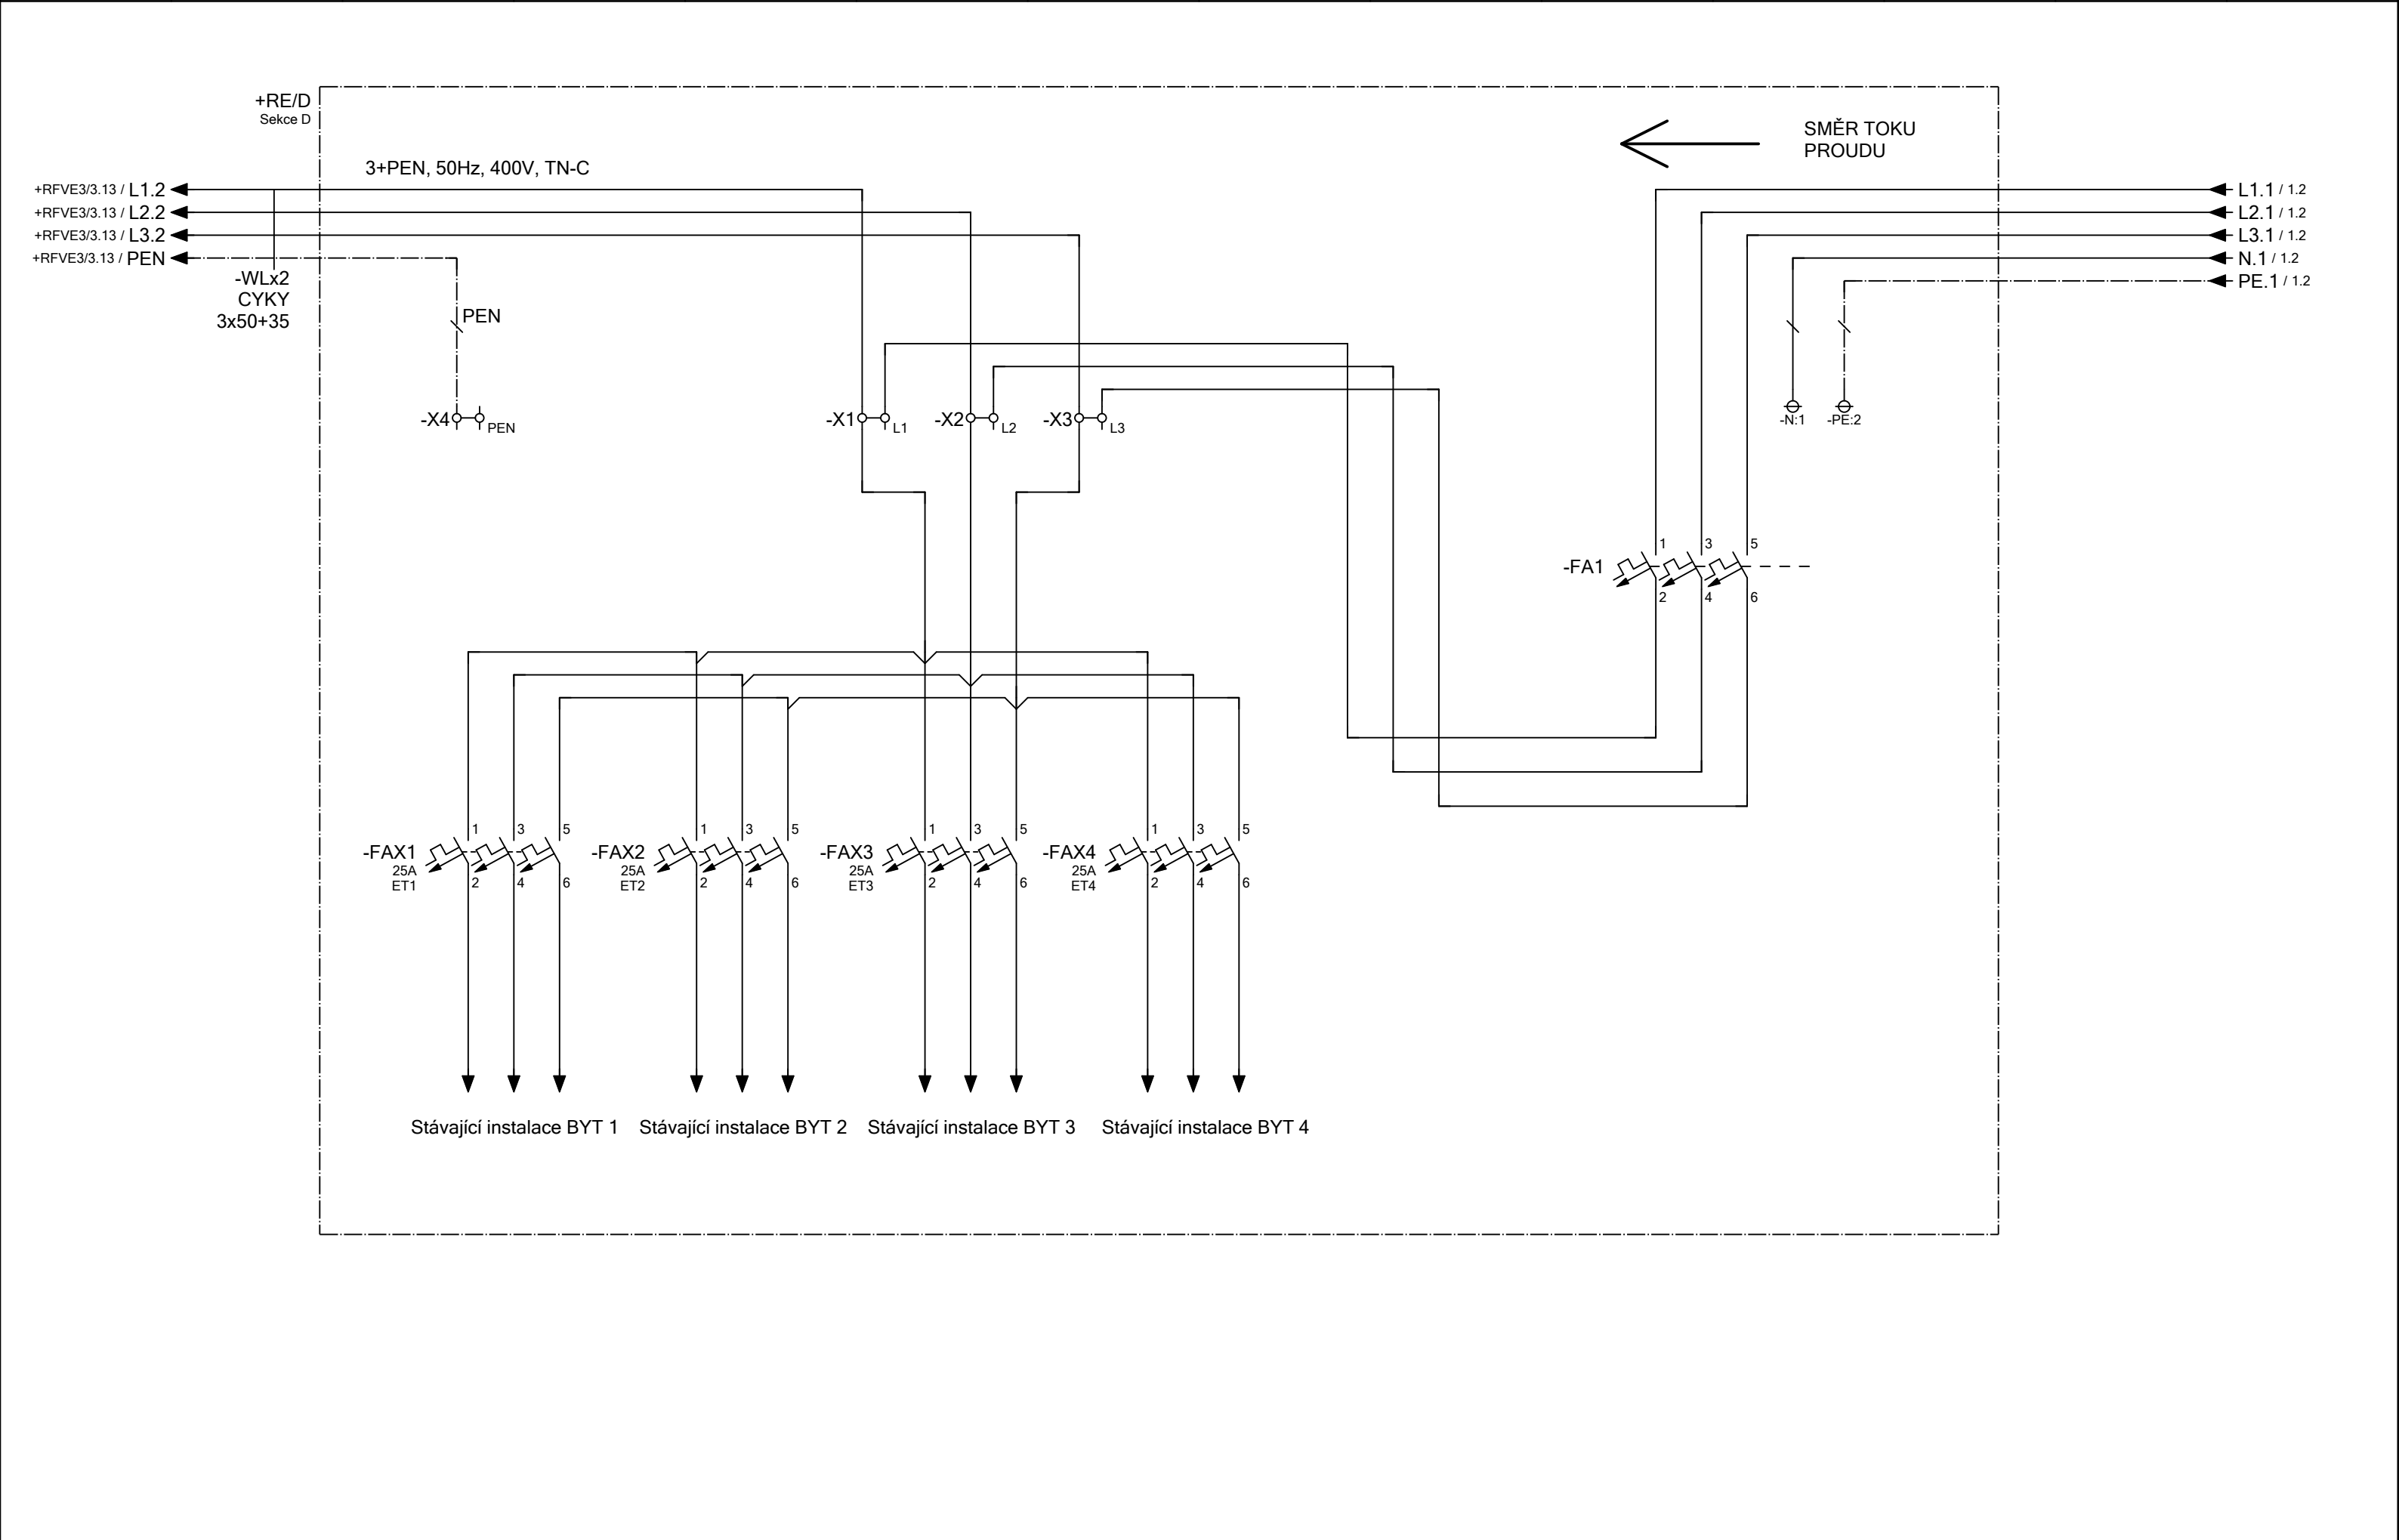 +RE/D
Sekce D
SMĚR TOKU
PROUDU
3+PEN, 50Hz, 400V, TN-C
+RFVE3/3.13 / L1.2
+RFVE3/3.13 / L2.2
+RFVE3/3.13 / L3.2
+RFVE3/3.13 / PEN
L1.1 / 1.2
L2.1 / 1.2
L3.1 / 1.2
N.1 / 1.2
PE.1 / 1.2
-WLx2
CYKY
3x50+35
PEN
-X4 PEN
-X1 L1
-X2 L2
-X3 L3
-N:1 -PE:2
1 3 5
-FA1
2 4 6
1 3 5 1 3 5 1 3 5 1 3 5
-FAX1 -FAX2 -FAX3 -FAX4
25A 25A 25A 25A
ET1 ET2 ET3 ET4
2 4 6 2 4 6 2 4 6 2 4 6
Stávající instalace BYT 1 Stávající instalace BYT 2 Stávající instalace BYT 3 Stávající instalace BYT 4